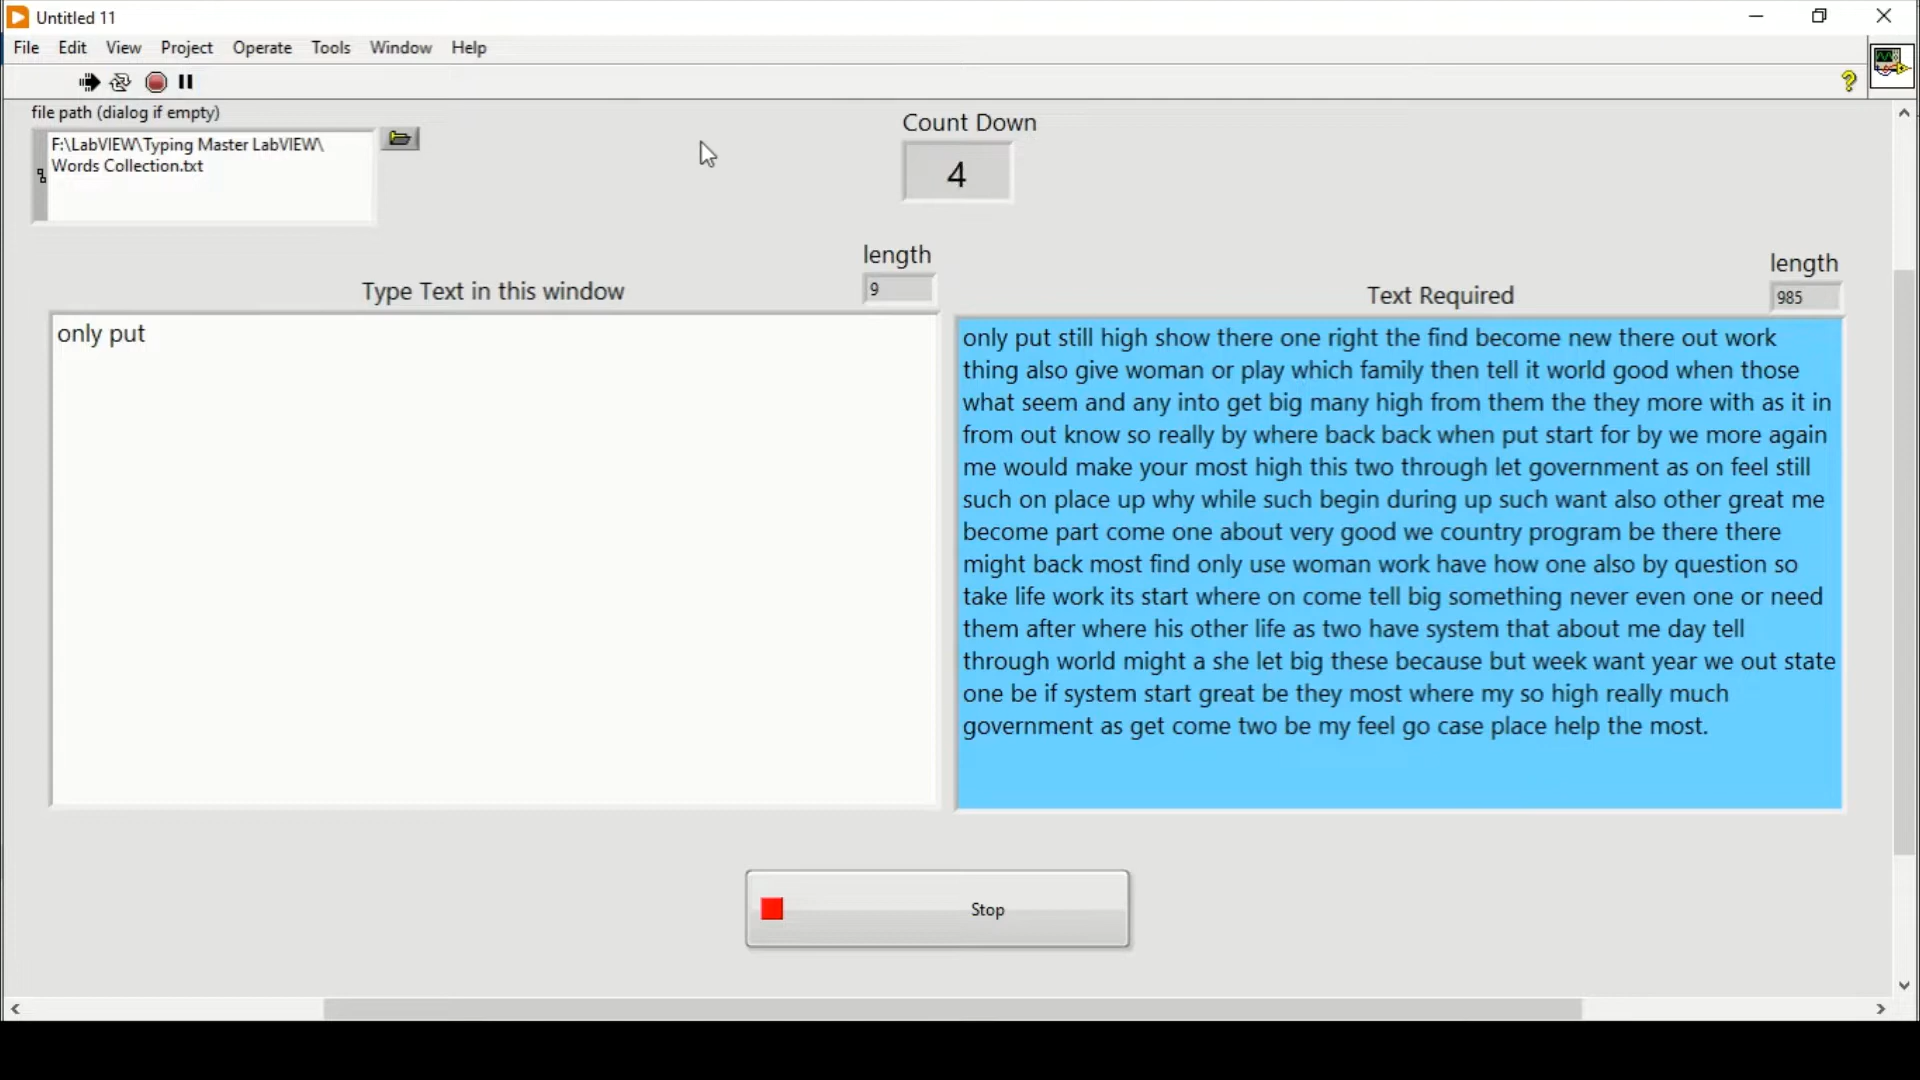 Untitled 11
File Edit View Project Operate Tools Window Help
file path (dialog if empty)
F:\LabVIEW\Typing Master LabVIEW\
Words Collection.txt
Count Down
4
length
9
Type Text in this window
only put
length
985
Text Required
only put still high show there one right the find become new there out work
thing also give woman or play which family then tell it world good when those
what seem and any into get big many high from them the they more with as it in
from out know so really by where back back when put start for by we more again
me would make your most high this two through let government as on feel still
such on place up why while such begin during up such want also other great me
become part come one about very good we country program be there there
might back most find only use woman work have how one also by question so
take life work its start where on come tell big something never even one or need
them after where his other life as two have system that about me day tell
through world might a she let big these because but week want year we out state
one be if system start great be they most where my so high really much
government as get come two be my feel go case place help the most.
Stop